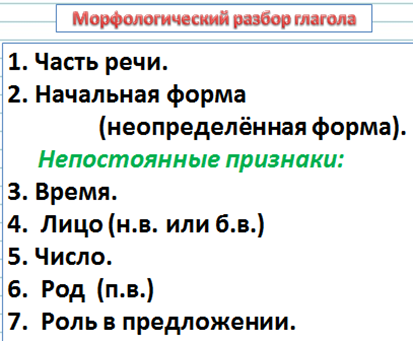 Морфологический разбор глагола
1. Часть речи.
2. Начальная форма
(неопределённая форма).
Непостоянные признаки:
3. Время.
4. Лицо (н.в. или б.в.)
5. Число.
6. Род (п.в.)
7. Роль в предложении.